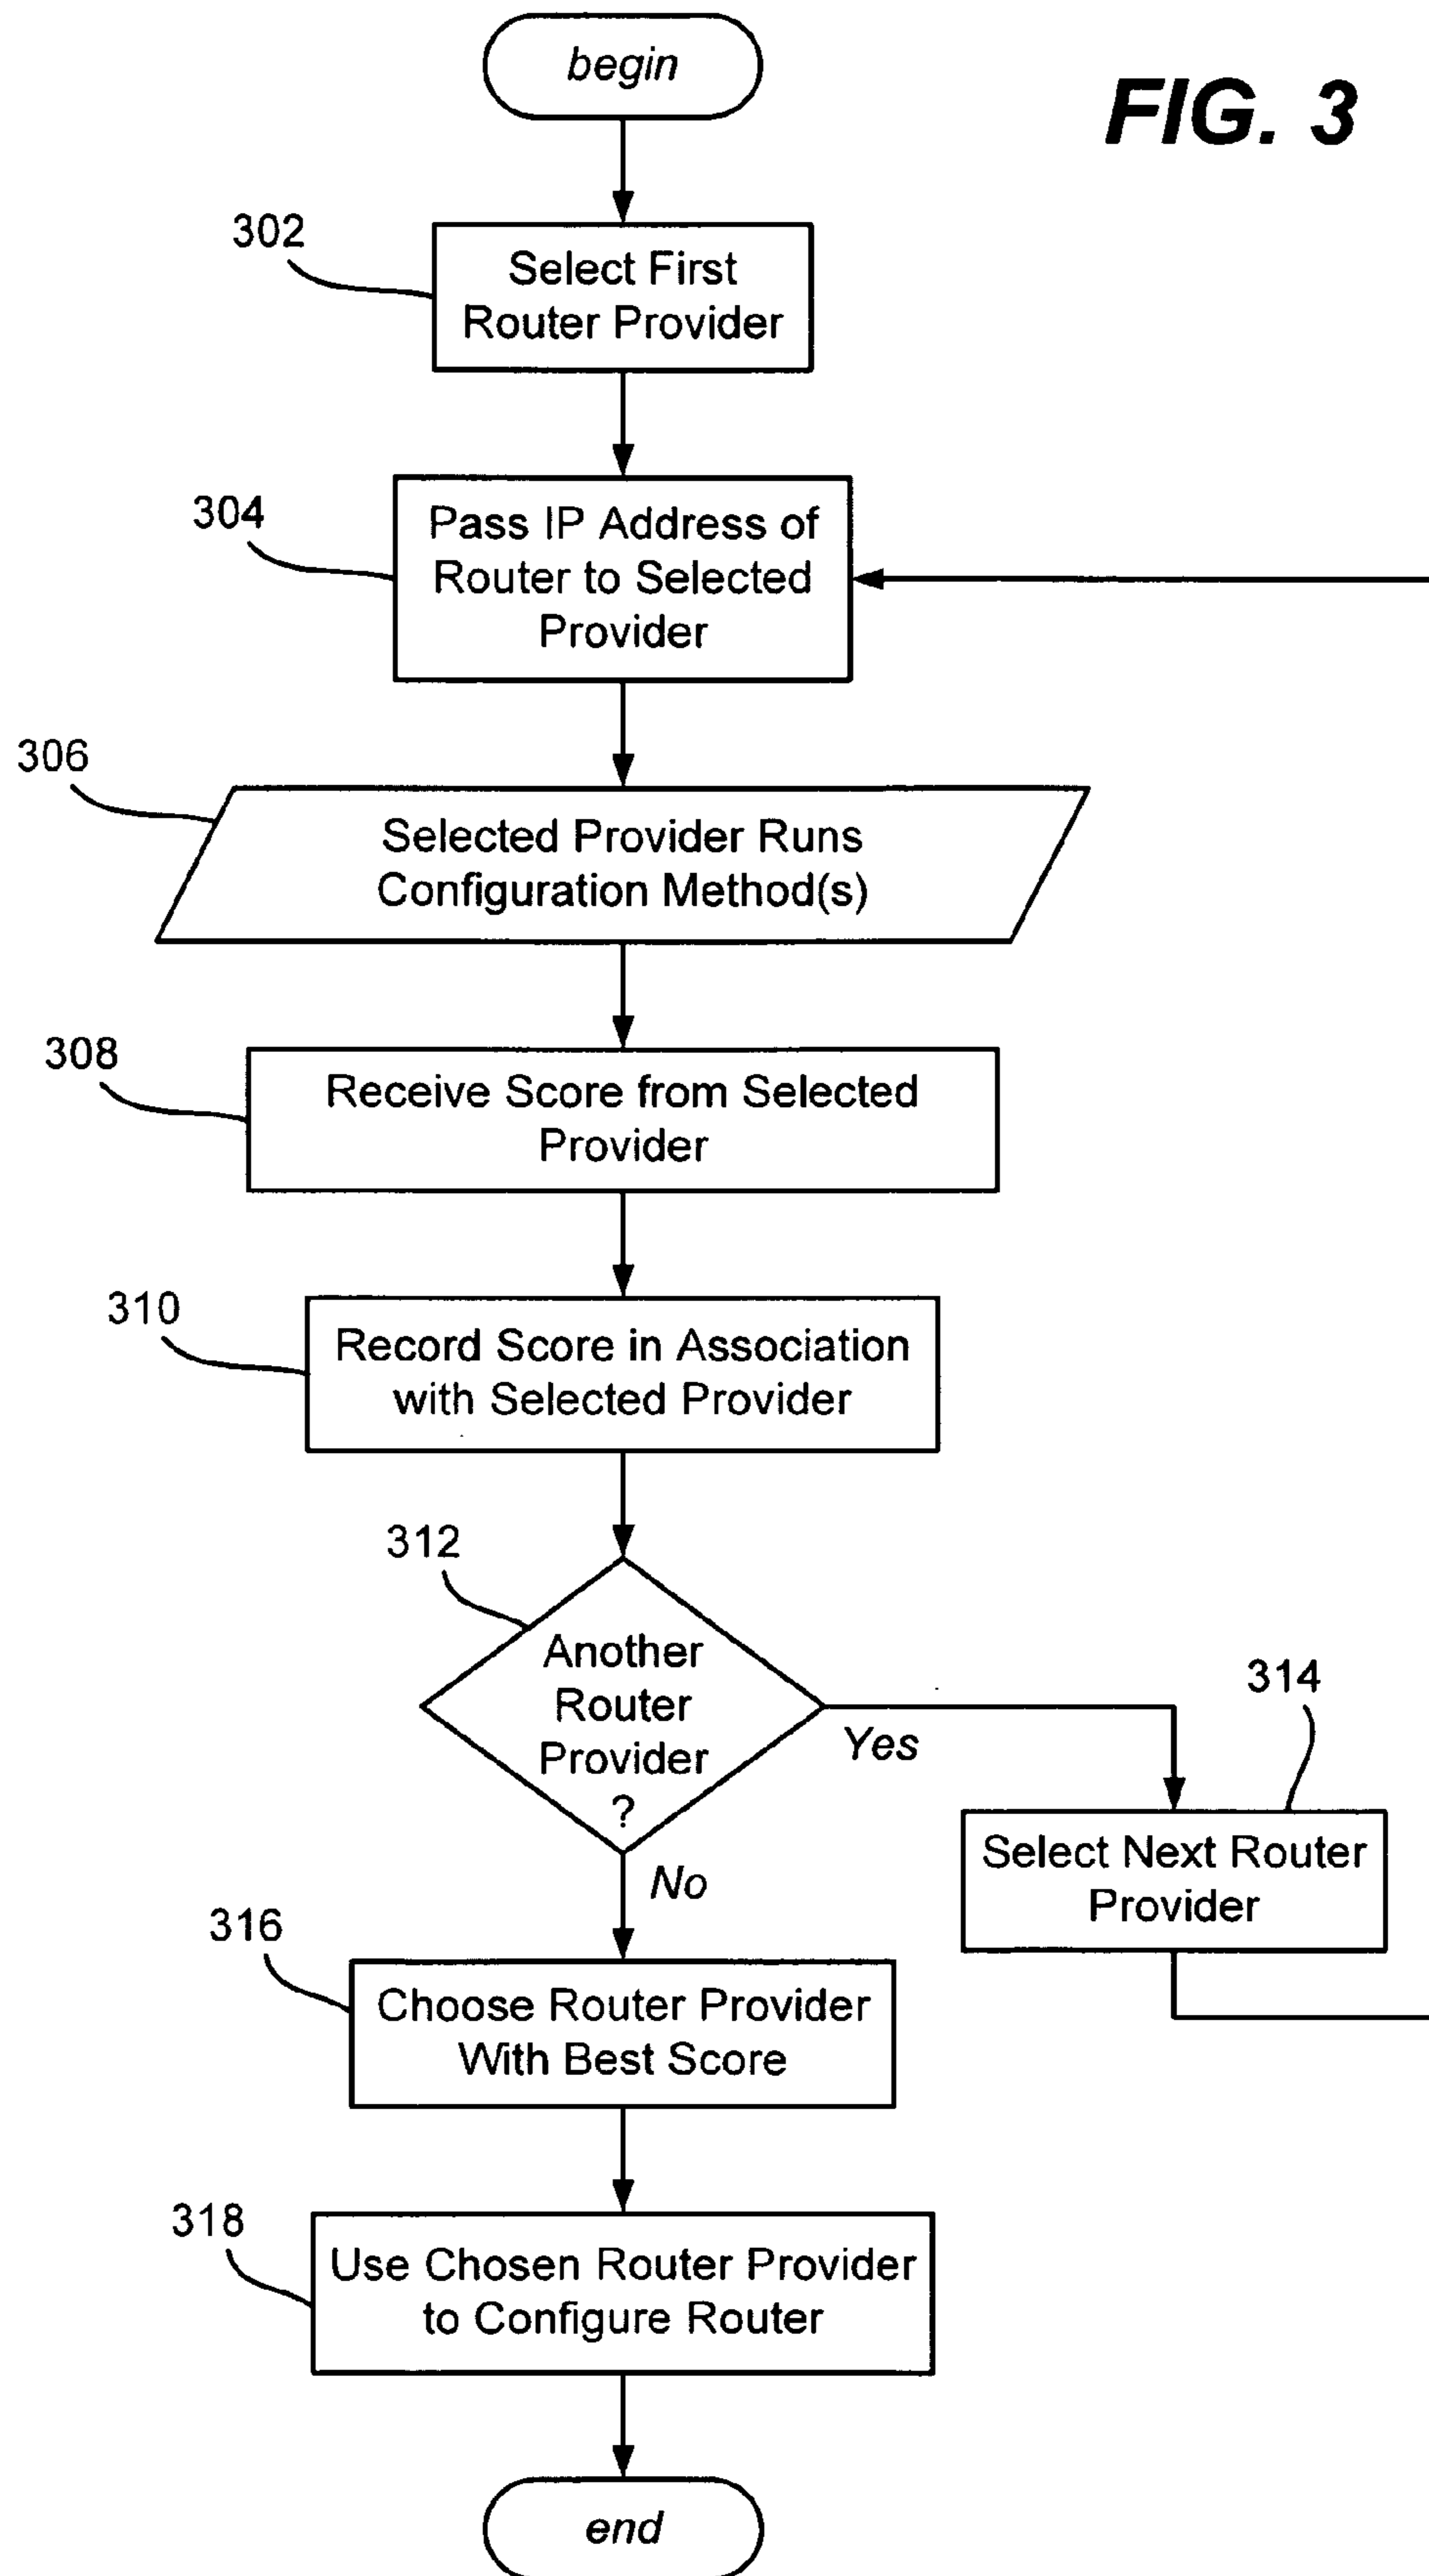 begin
FIG. 3
302
Select First
Router Provider
304
Pass IP Address of
Router to Selected
Provider
306
Selected Provider Runs
Configuration Method(s)
308
Receive Score from Selected
Provider
310
Record Score in Association
with Selected Provider
312
Another
Router
Provider
?
Yes
No
314
Select Next Router
Provider
316
Choose Router Provider
With Best Score
318
Use Chosen Router Provider
to Configure Router
end